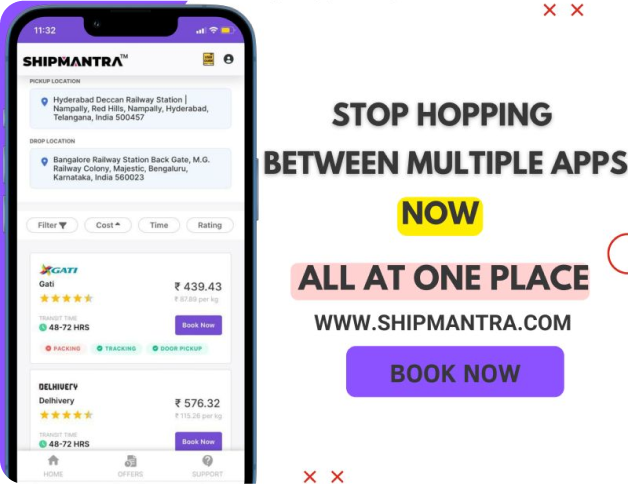 11:32
SHIPMANTRA™
PICKUP LOCATION
Hyderabad Deccan Railway Station |
Nampally, Red Hills, Nampally, Hyderabad,
Telangana, India 500457
DROP LOCATION
Bangalore Railway Station Back Gate, M.G.
Railway Colony, Majestic, Bengaluru,
Karnataka, India 560023
Filter Cost Time Rating
GATI
Gati
₹ 439.43
₹ 87.89 per kg
TRANSIT TIME
48-72 HRS
Book Now
PACKING TRACKING DOOR PICKUP
DELHIVERY
Delhivery
₹ 576.32
₹ 115.26 per kg
TRANSIT TIME
48-72 HRS
Book Now
HOME OFFERS SUPPORT
STOP HOPPING
BETWEEN MULTIPLE APPS
NOW
ALL AT ONE PLACE
WWW.SHIPMANTRA.COM
BOOK NOW